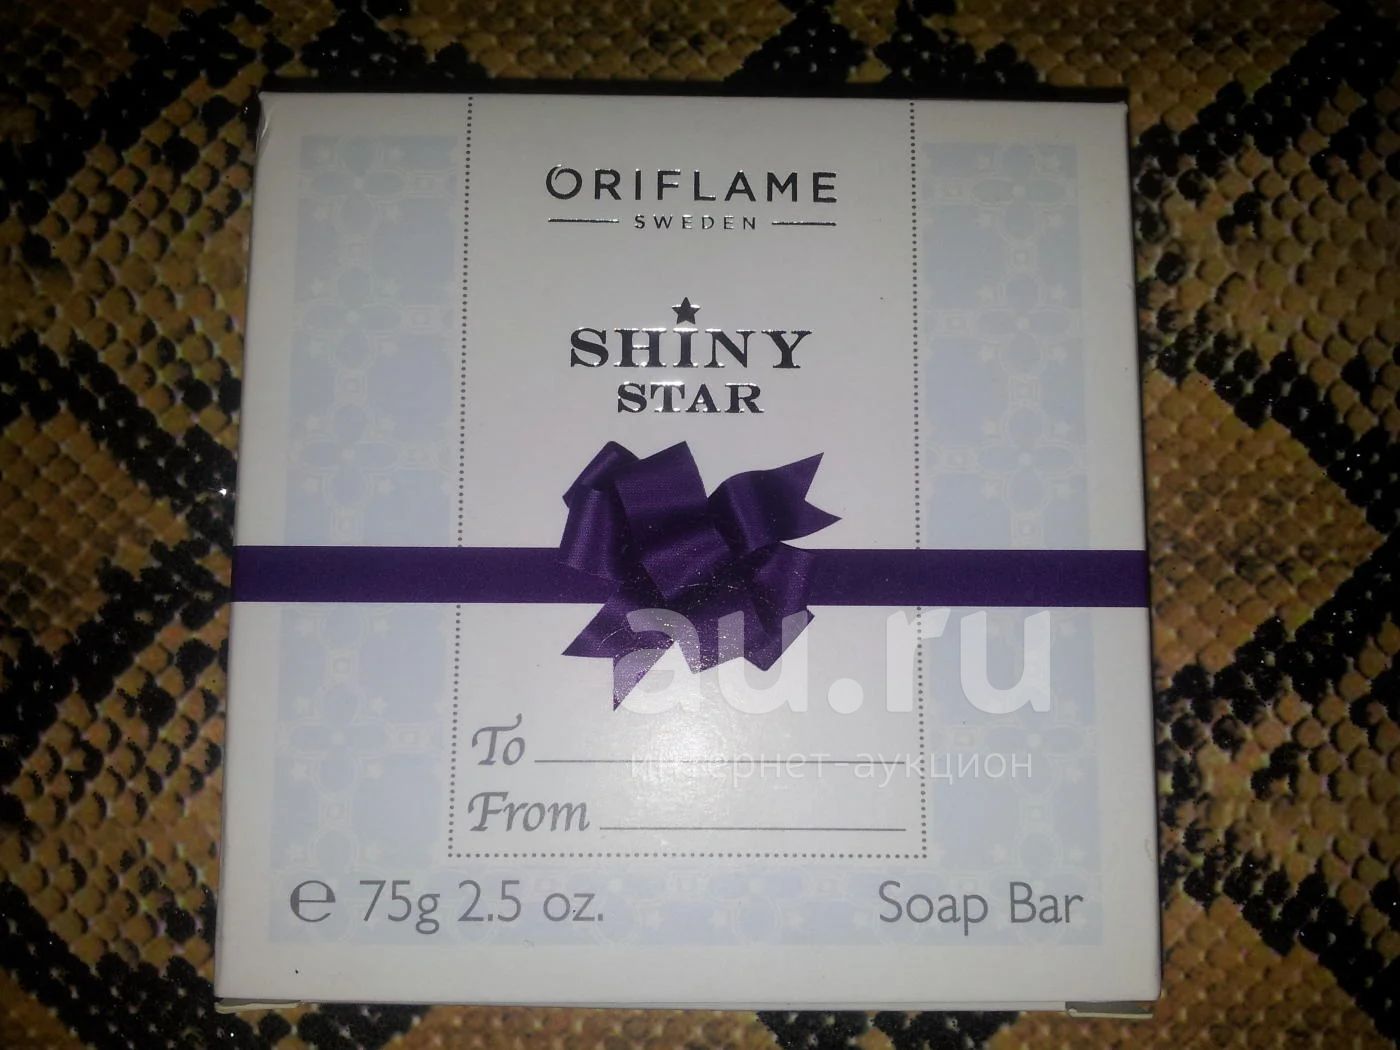 ORIFLAME
SWEDEN
SHINY
STAR
au.ru
To
интернет-аукцион
From
℮ 75g 2.5 oz.
Soap Bar